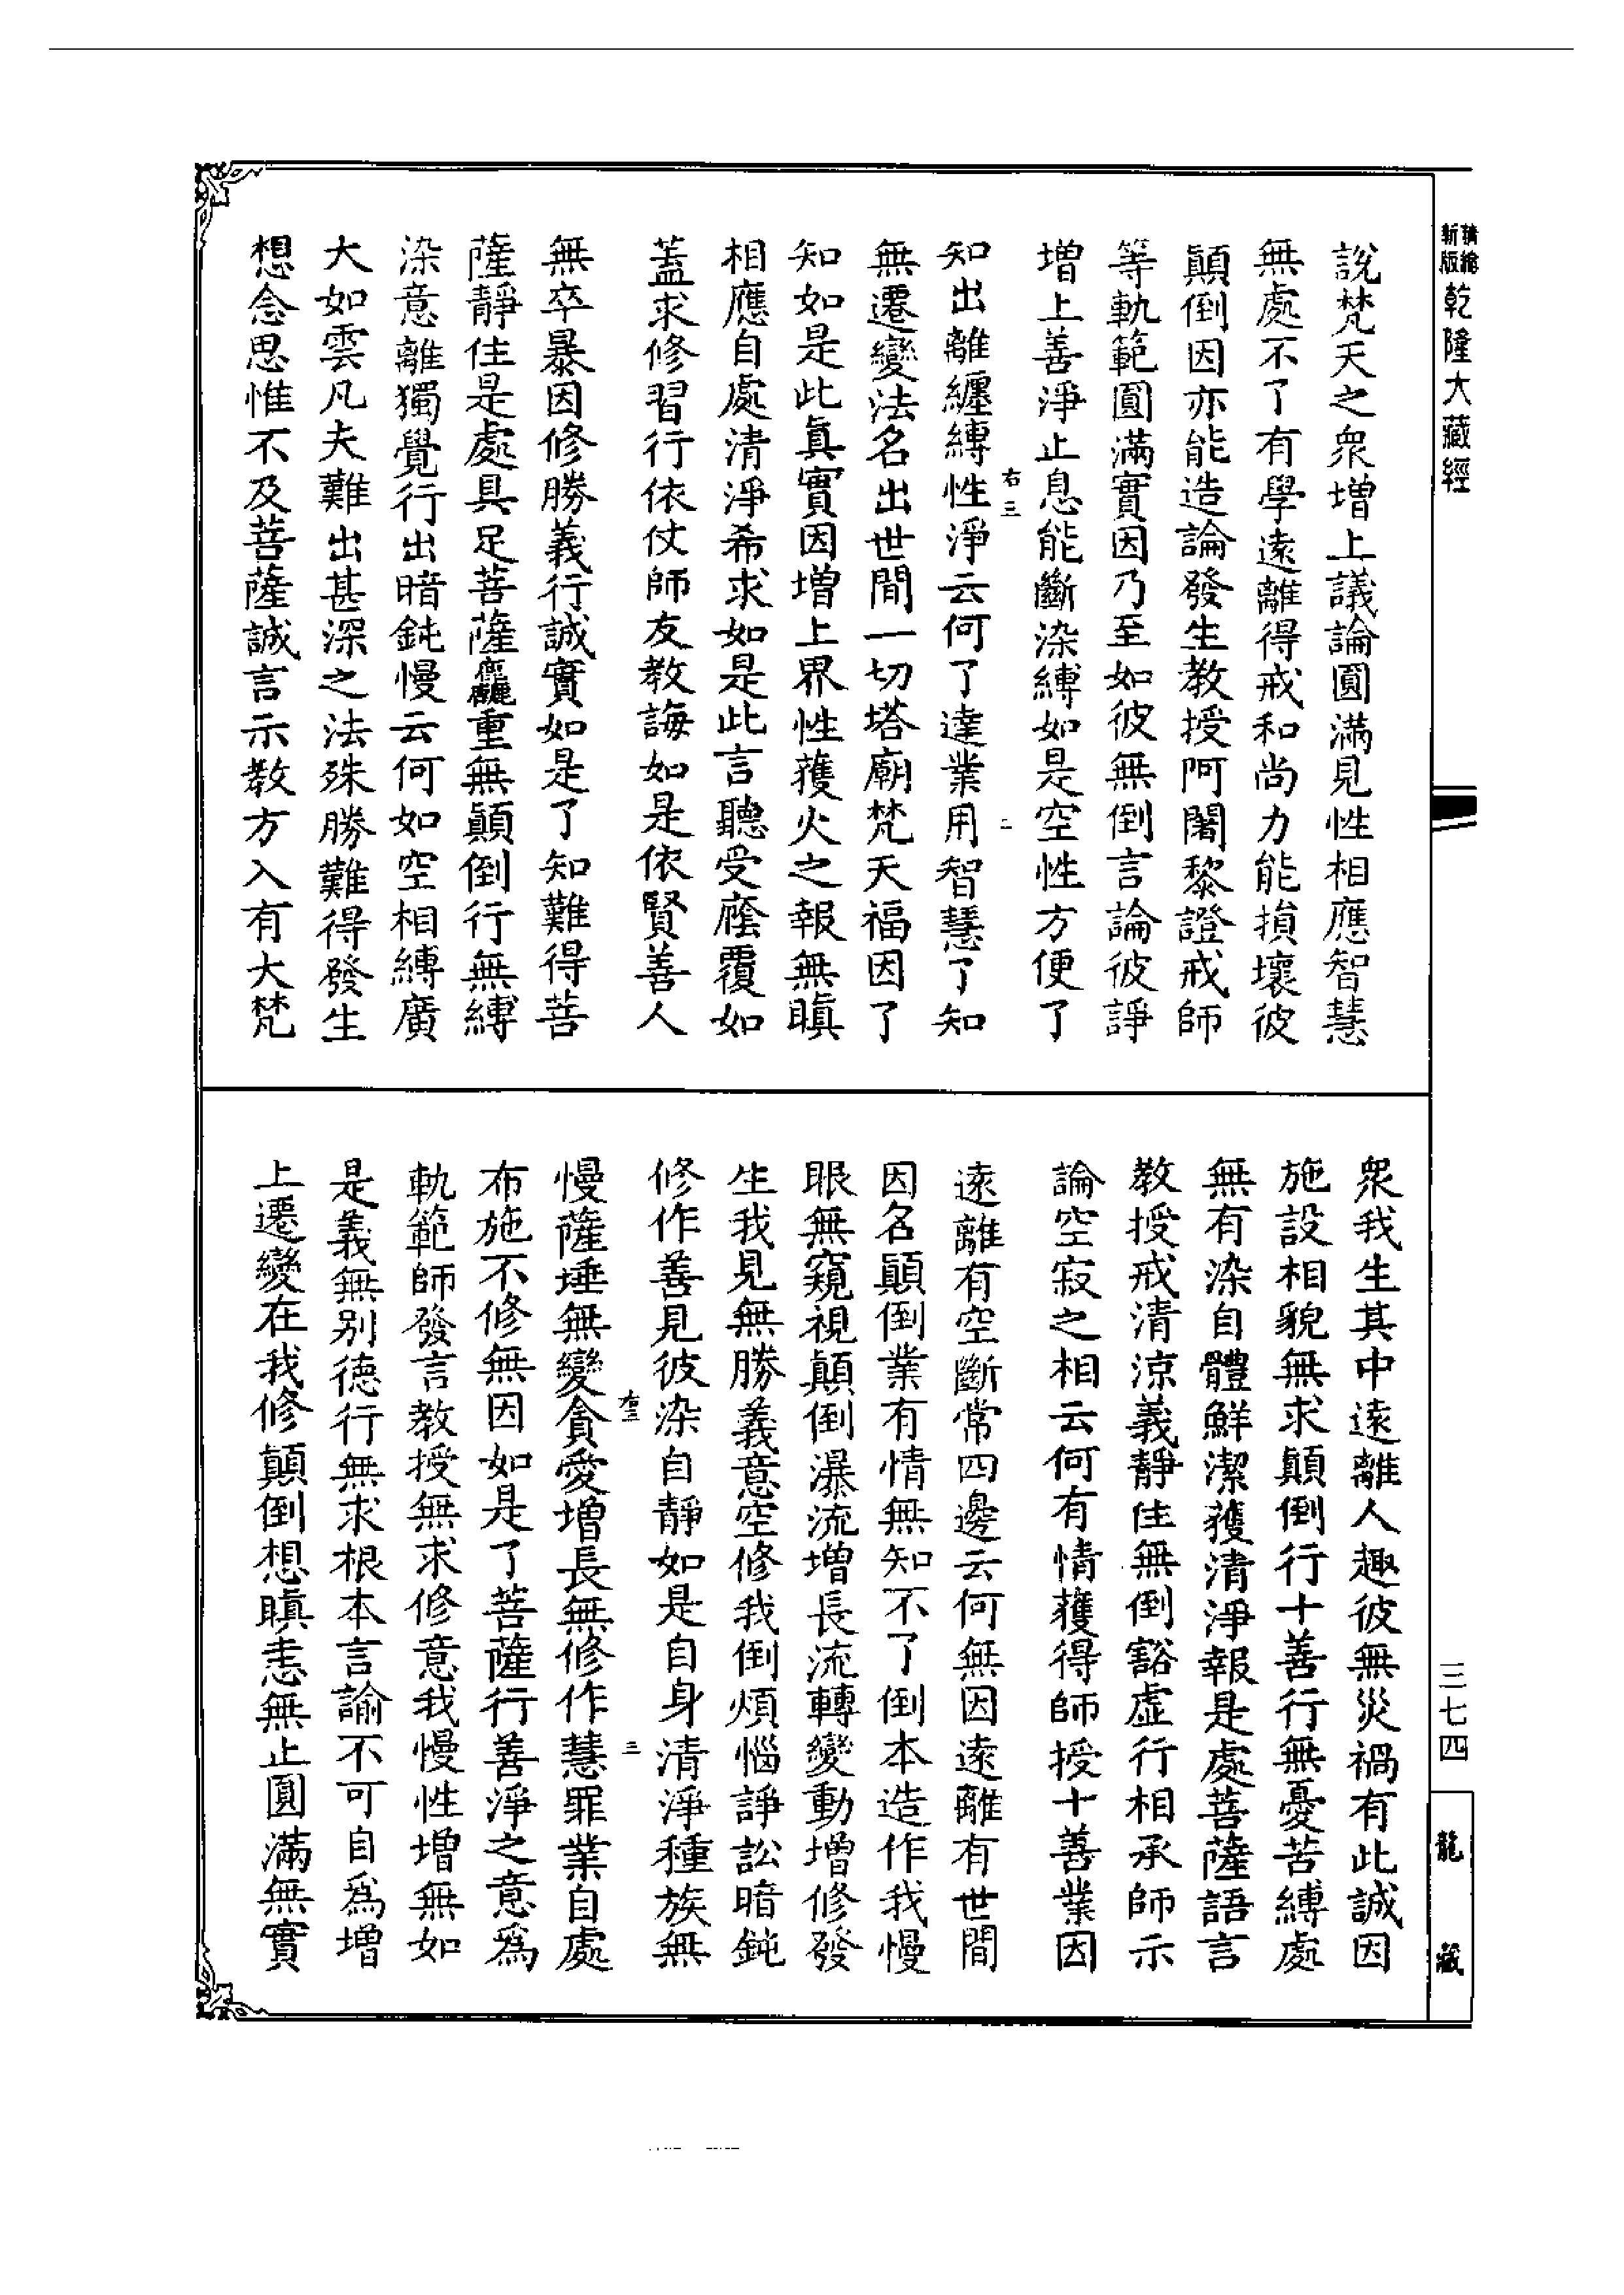 精繪
新版
乾隆大藏經
說梵天之衆增上議論圓滿見性相應智慧
無處不了有學遠離得戒和尚力能損壞彼
顛倒因亦能造論發生教授阿闍黎證戒師
等軌範圓滿實因乃至如彼無倒言論彼諍
增上善淨止息能斷染縛如是空性方便了
右三
二
知出離纏縛性淨云何了達業用智慧了知
無遷變法名出世間一切塔廟梵天福因了
知如是此眞實因增上界性蒦火之報無瞋
相應自處清淨希求如是此言聽受廕覆如
蓋求修習行依仗師友教誨如是依賢善人
無卒暴因修勝義行誠實如是了知難得菩
薩靜住是處具足菩薩麤重無顛倒行無縛
染意離獨覺行出暗鈍慢云何如空相縛廣
大如雲凡夫難出甚深之法殊勝難得發生
想念思惟不及菩薩誠言示教方入有大梵
衆我生其中遠離人趣彼無災禍有此誠因
施設相貌無求顛倒行十善行無憂苦縛處
無有染自體鮮潔獲清淨報是處菩薩語言
教授戒清涼義靜住無倒豁虛行相承師示
論空寂之相云何有情蒦得師授十善業因
遠離有空斷常四邊云何無因遠離有世間
因名顛倒業有情無知不了倒本造作我慢
眼無窺視顛倒瀑流增長流轉變動增修發
生我見無勝義意空修我倒煩惱諍訟暗鈍
修作善見彼染自靜如是自身清淨種族無
右三
三
慢薩埵無變貪愛增長無修作慧罪業自處
布施不修無因如是了菩薩行善淨之意爲
軌範師發言教授無求修意我慢性增無如
是義無別德行無求根本言諭不可自爲增
上遷變在我修顛倒想瞋恚無止圓滿無實
三七四
龍藏